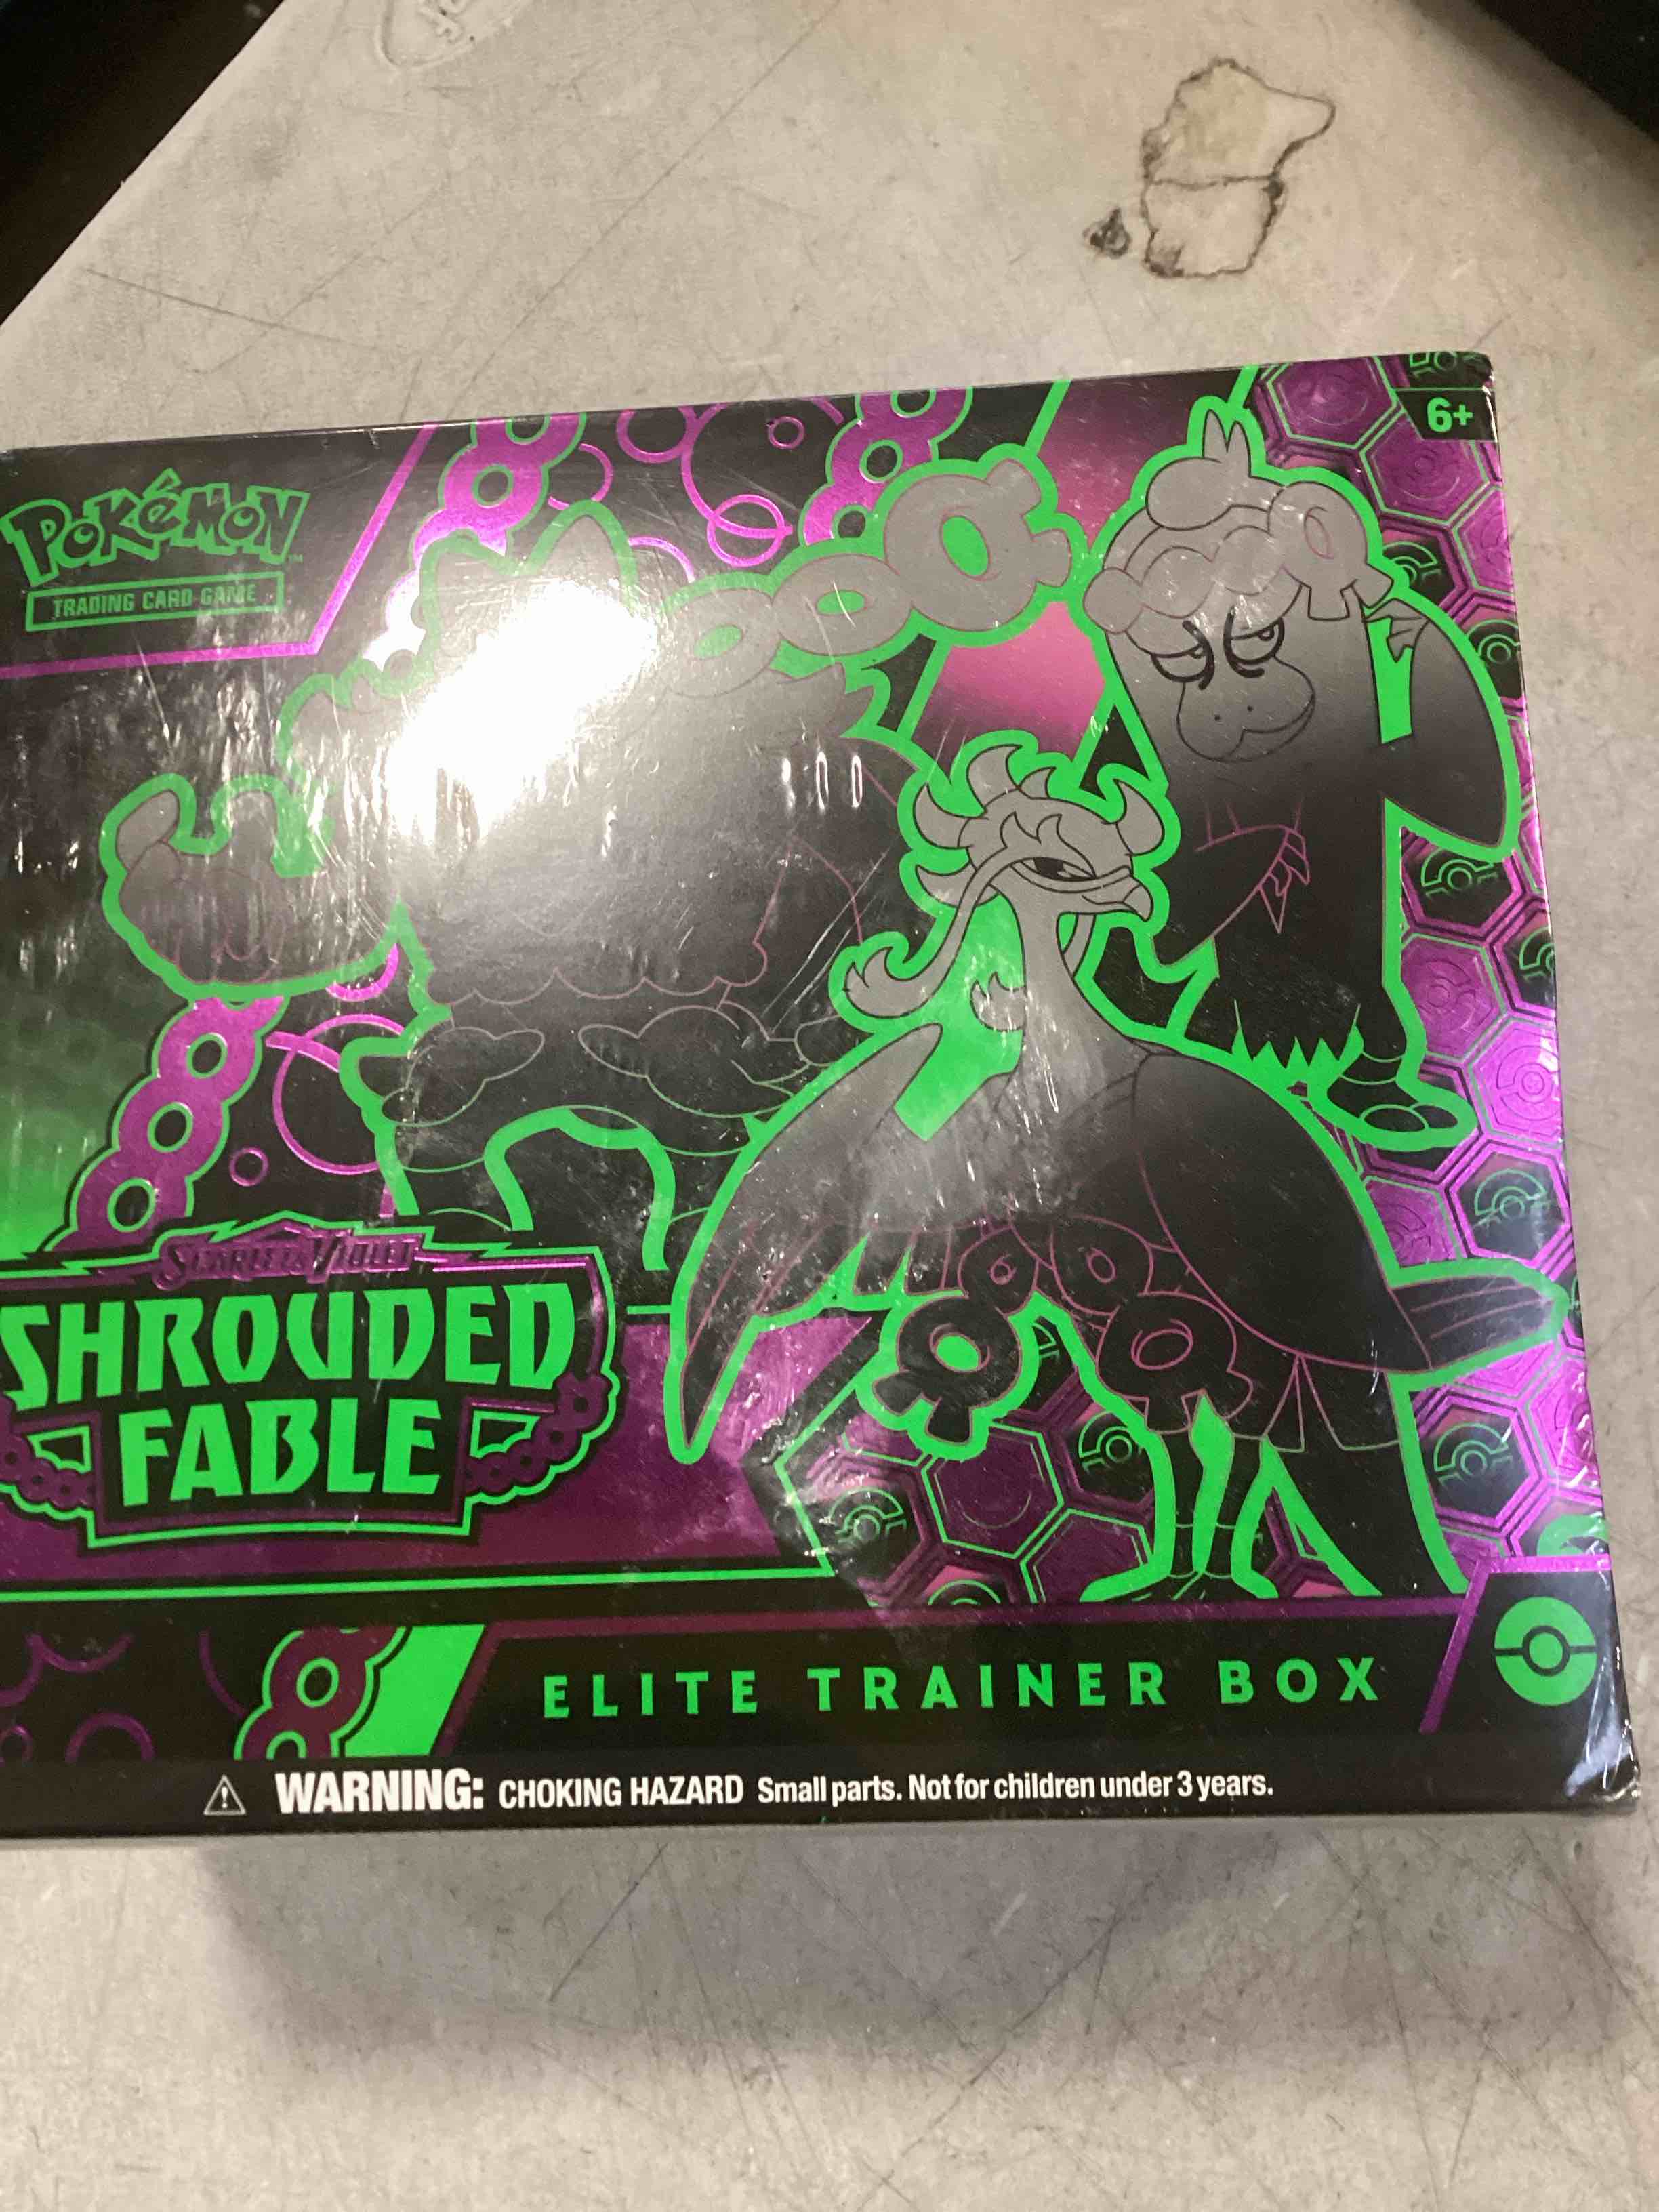 6+
POKéMON
TM
TRADING CARD GAME
SCARLET & VIOLET
SHROUDED
FABLE
ELITE TRAINER BOX
WARNING: CHOKING HAZARD Small parts. Not for children under 3 years.